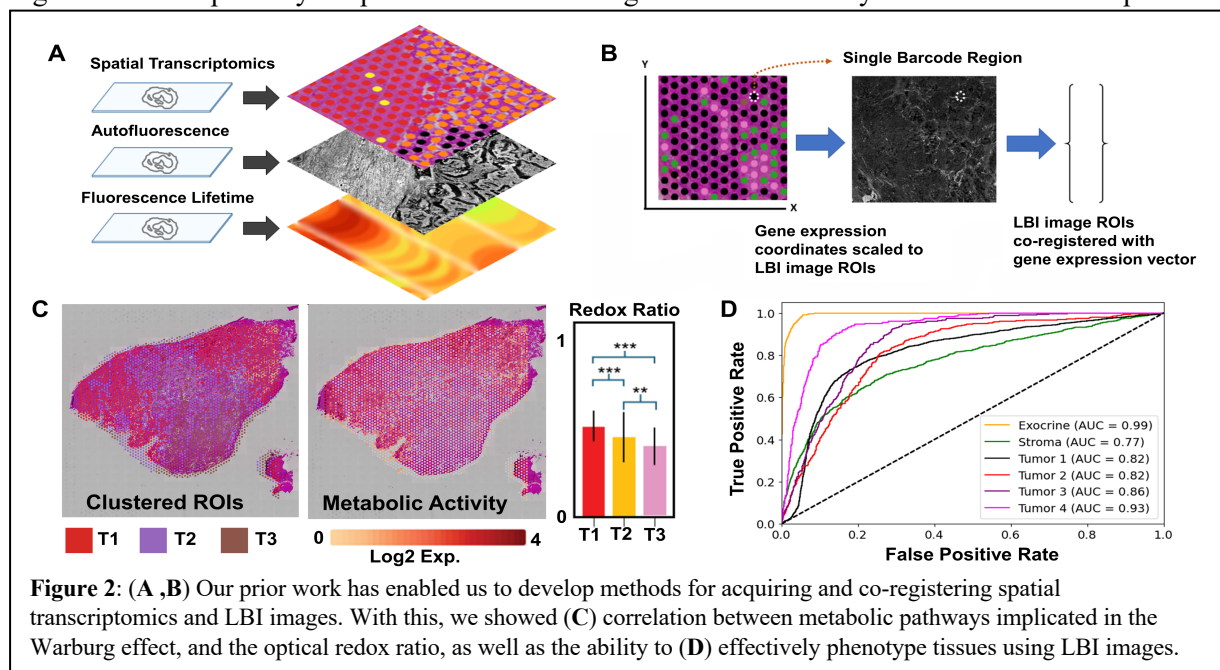 A
Spatial Transcriptomics
Autofluorescence
Fluorescence Lifetime
B
Y
X
Single Barcode Region
Gene expression
coordinates scaled to
LBI image ROIs
LBI image ROIs
co-registered with
gene expression vector
C
Clustered ROIs
Metabolic Activity
T1
T2
T3
0
4
Log2 Exp.
Redox Ratio
1
***
***
**
0
T1 T2 T3
D
True Positive Rate
1.0
0.8
0.6
0.4
0.2
0.0
0.0 0.2 0.4 0.6 0.8 1.0
False Positive Rate
Exocrine (AUC = 0.99)
Stroma (AUC = 0.77)
Tumor 1 (AUC = 0.82)
Tumor 2 (AUC = 0.82)
Tumor 3 (AUC = 0.86)
Tumor 4 (AUC = 0.93)
Figure 2: (A ,B) Our prior work has enabled us to develop methods for acquiring and co-registering spatial
transcriptomics and LBI images. With this, we showed (C) correlation between metabolic pathways implicated in the
Warburg effect, and the optical redox ratio, as well as the ability to (D) effectively phenotype tissues using LBI images.